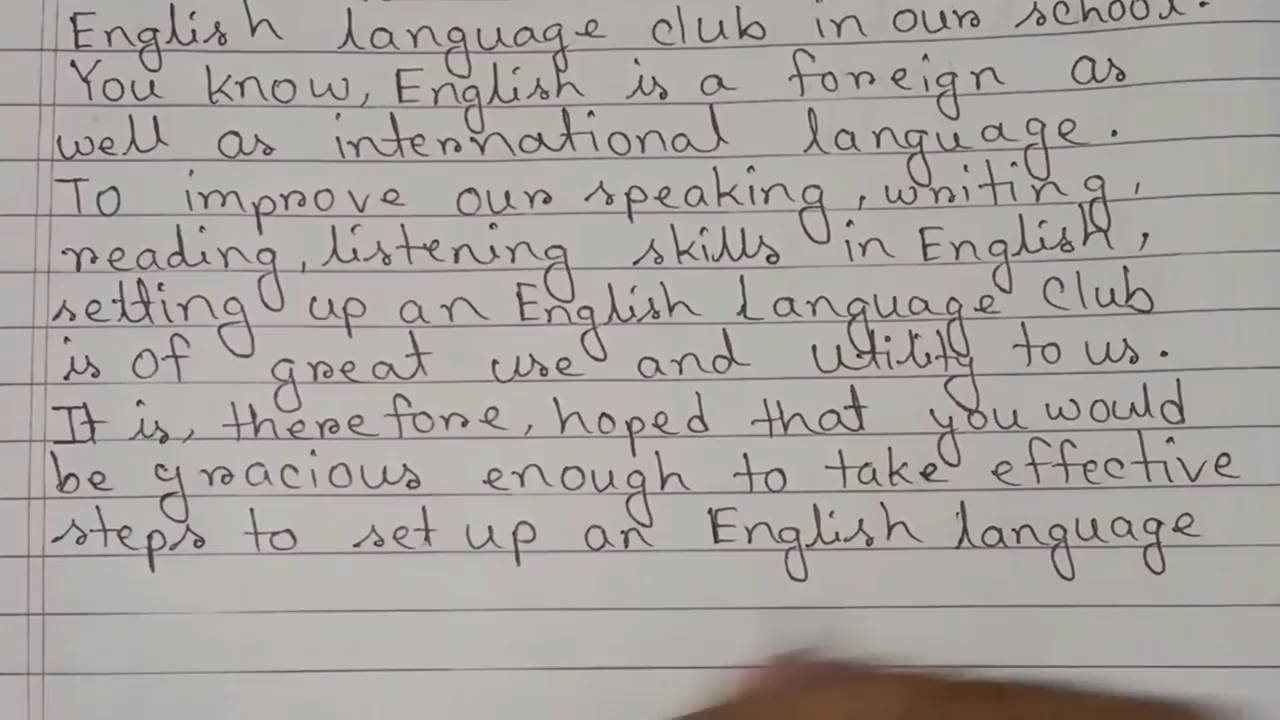 English language club in our school.
You know, English is a foreign as
well as international language.
To improve our speaking, writing,
reading, listening skills in English,
setting up an English Language Club
is of great use and utility to us.
It is, therefore, hoped that you would
be gracious enough to take effective
steps to set up an English language